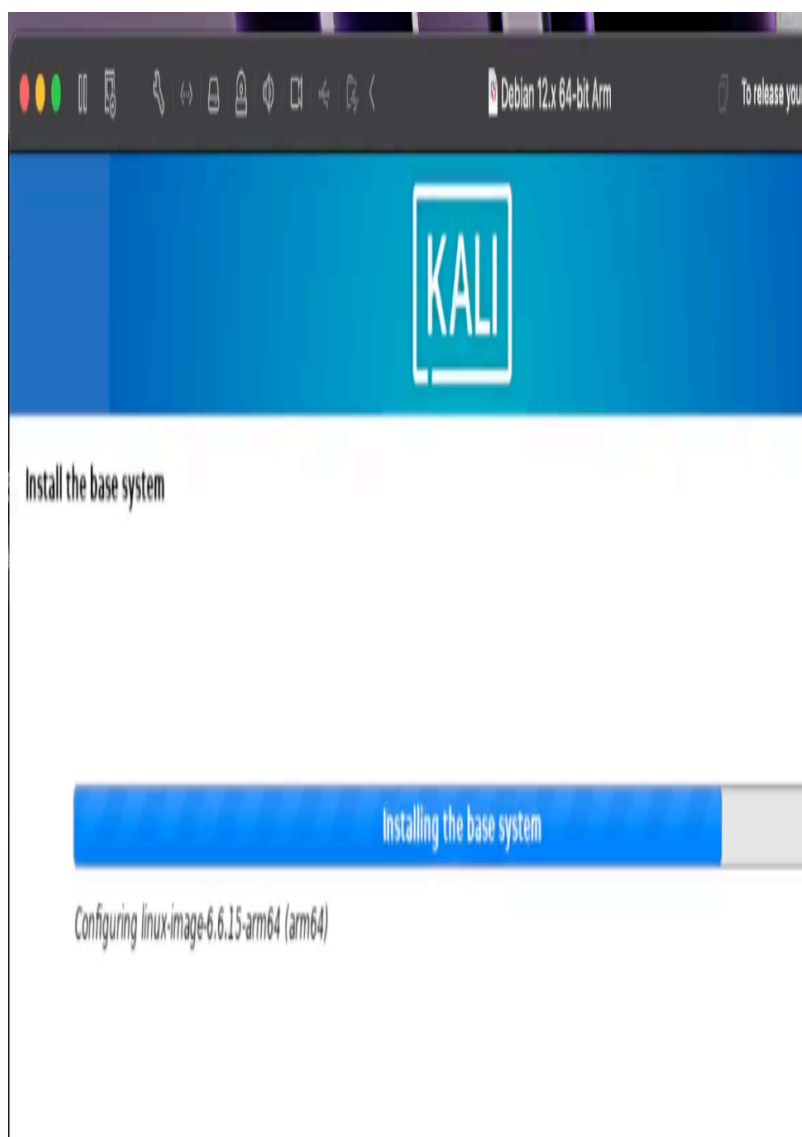 Debian 12.x 64-bit Arm
To release your
KALI
Install the base system
Installing the base system
Configuring linux-image-6.6.15-arm64 (arm64)